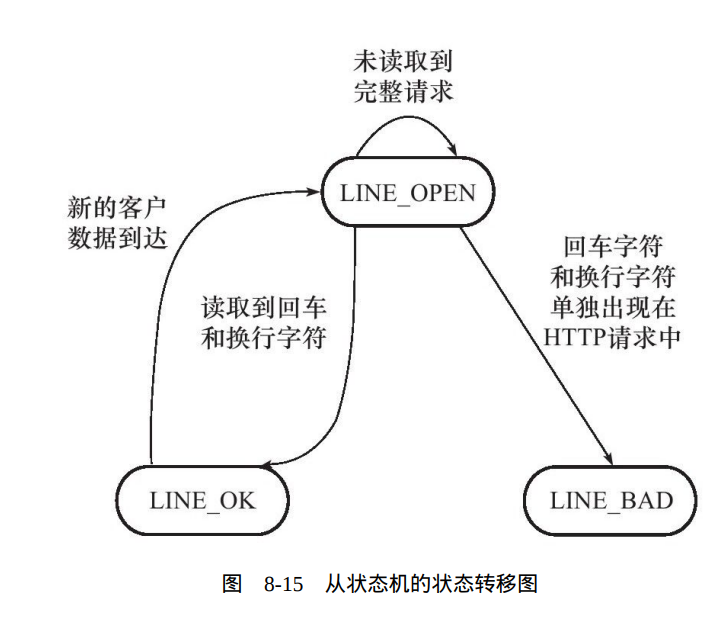 未读取到
完整请求
LINE_OPEN
新的客户
数据到达
回车字符
和换行字符
单独出现在
HTTP请求中
读取到回车
和换行字符
LINE_OK
LINE_BAD
图 8-15 从状态机的状态转移图